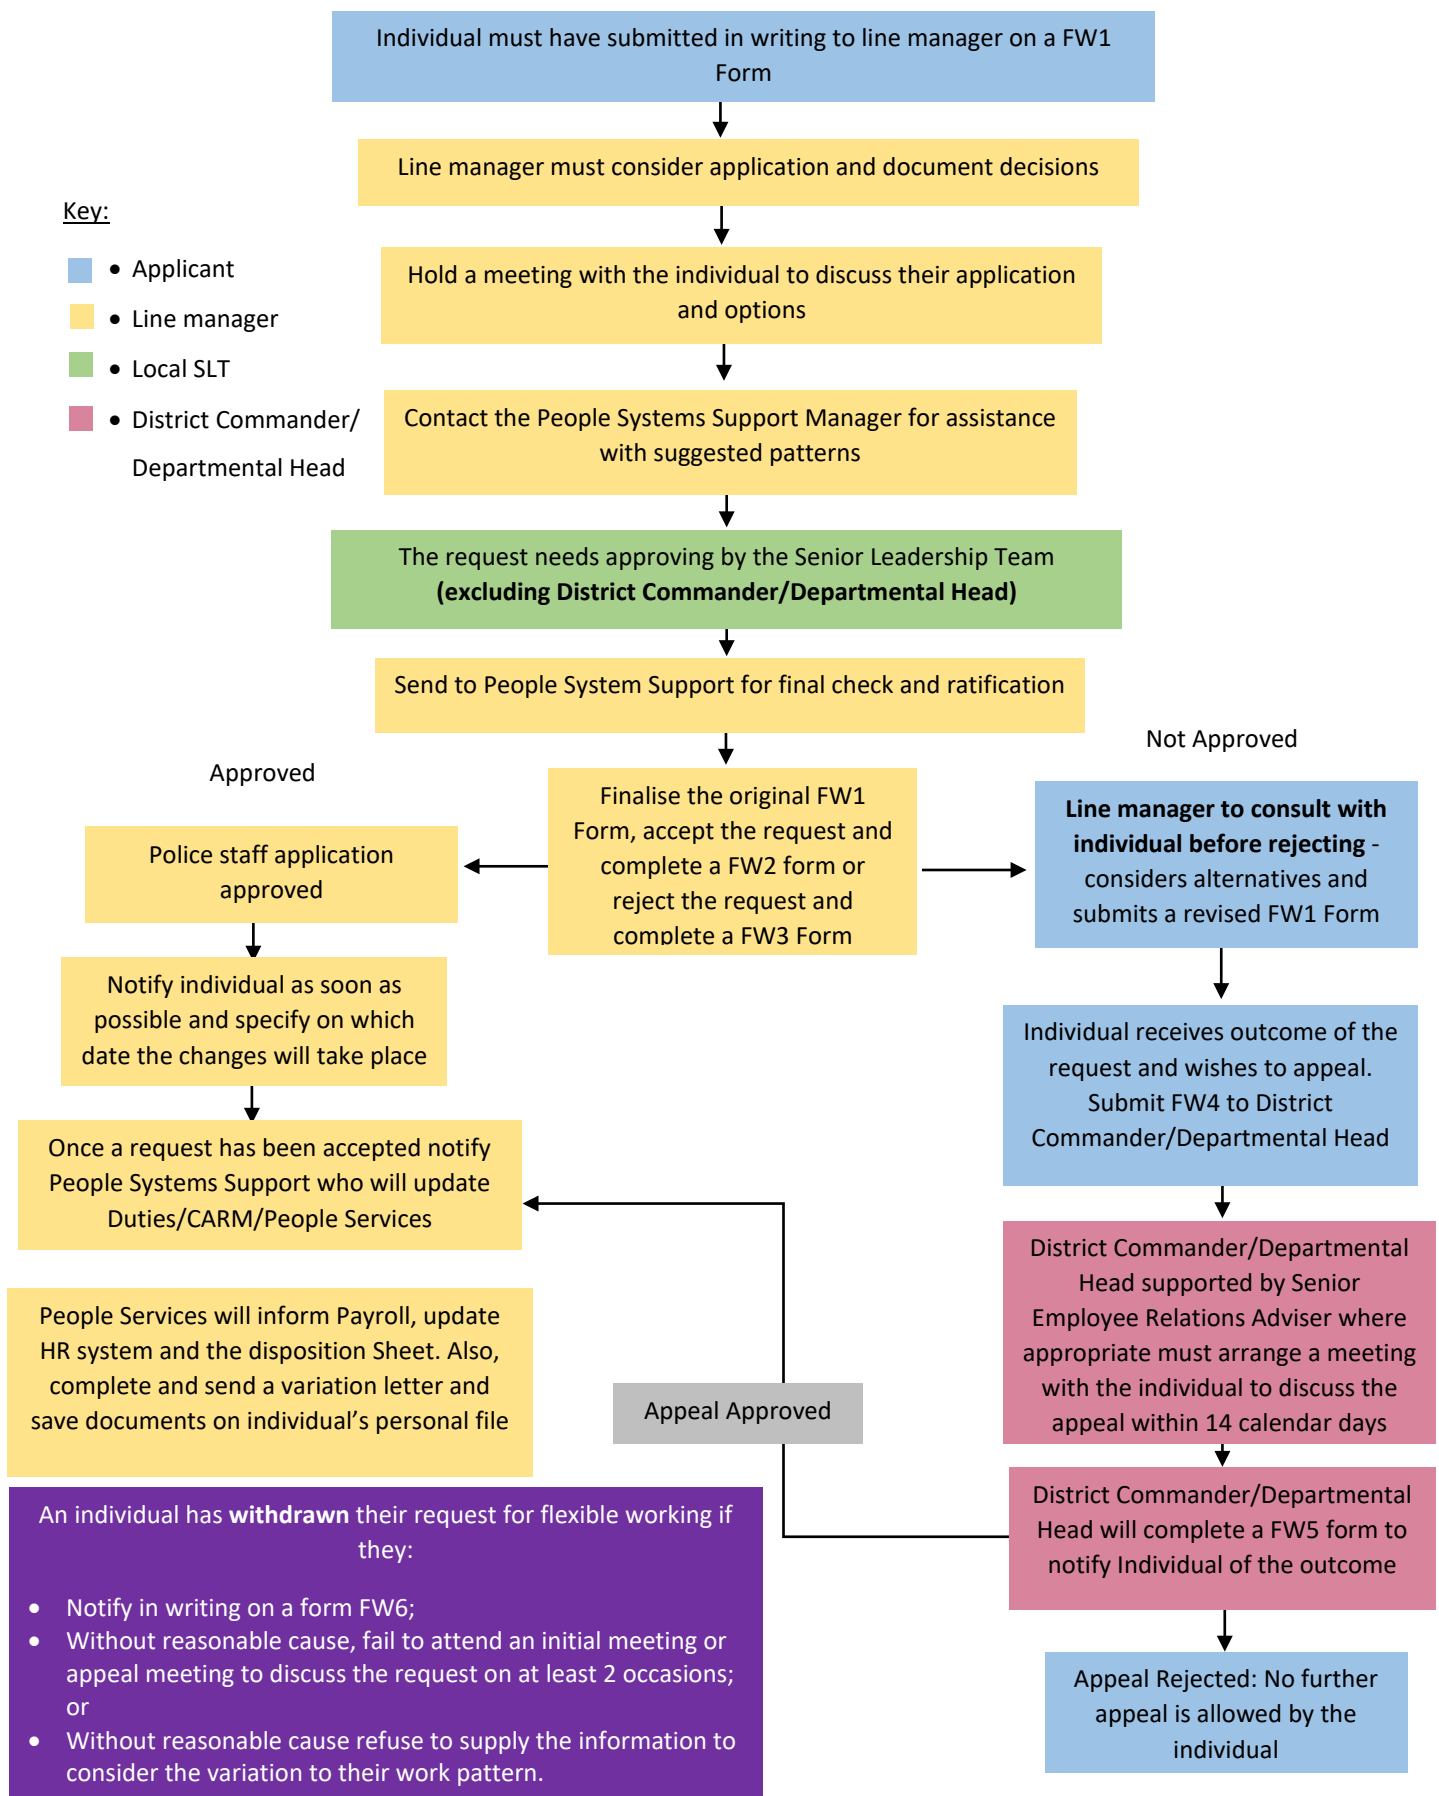 Individual must have submitted in writing to line manager on a FW1
Form
Line manager must consider application and document decisions
Key:
• Applicant
• Line manager
• Local SLT
• District Commander/
Departmental Head
Hold a meeting with the individual to discuss their application
and options
Contact the People Systems Support Manager for assistance
with suggested patterns
The request needs approving by the Senior Leadership Team
(excluding District Commander/Departmental Head)
Send to People System Support for final check and ratification
Approved
Not Approved
Finalise the original FW1
Form, accept the request and
complete a FW2 form or
reject the request and
complete a FW3 Form
Police staff application
approved
Notify individual as soon as
possible and specify on which
date the changes will take place
Once a request has been accepted notify
People Systems Support who will update
Duties/CARM/People Services
People Services will inform Payroll, update
HR system and the disposition Sheet. Also,
complete and send a variation letter and
save documents on individual’s personal file
Line manager to consult with
individual before rejecting -
considers alternatives and
submits a revised FW1 Form
Individual receives outcome of the
request and wishes to appeal.
Submit FW4 to District
Commander/Departmental Head
District Commander/Departmental
Head supported by Senior
Employee Relations Adviser where
appropriate must arrange a meeting
with the individual to discuss the
appeal within 14 calendar days
Appeal Approved
District Commander/Departmental
Head will complete a FW5 form to
notify Individual of the outcome
Appeal Rejected: No further
appeal is allowed by the
individual
An individual has withdrawn their request for flexible working if
they:
• Notify in writing on a form FW6;
• Without reasonable cause, fail to attend an initial meeting or
appeal meeting to discuss the request on at least 2 occasions;
or
• Without reasonable cause refuse to supply the information to
consider the variation to their work pattern.